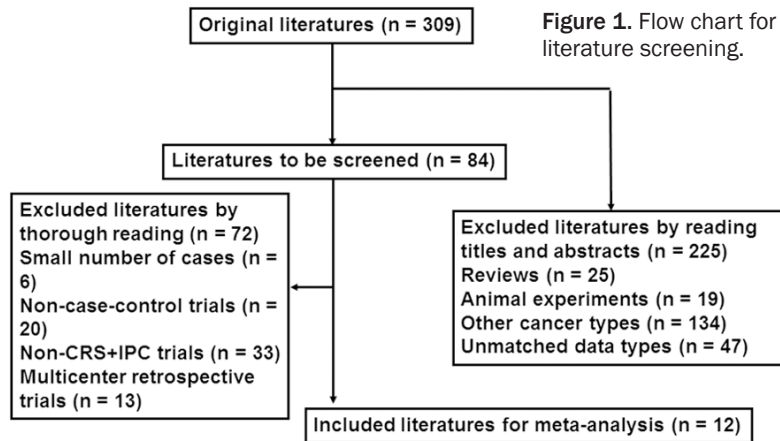 Original literatures (n = 309)
Figure 1. Flow chart for
literature screening.
Literatures to be screened (n = 84)
Excluded literatures by
thorough reading (n = 72)
Small number of cases (n =
6)
Non-case-control trials (n =
20)
Non-CRS+IPC trials (n = 33)
Multicenter retrospective
trials (n = 13)
Excluded literatures by reading
titles and abstracts (n = 225)
Reviews (n = 25)
Animal experiments (n = 19)
Other cancer types (n = 134)
Unmatched data types (n = 47)
Included literatures for meta-analysis (n = 12)